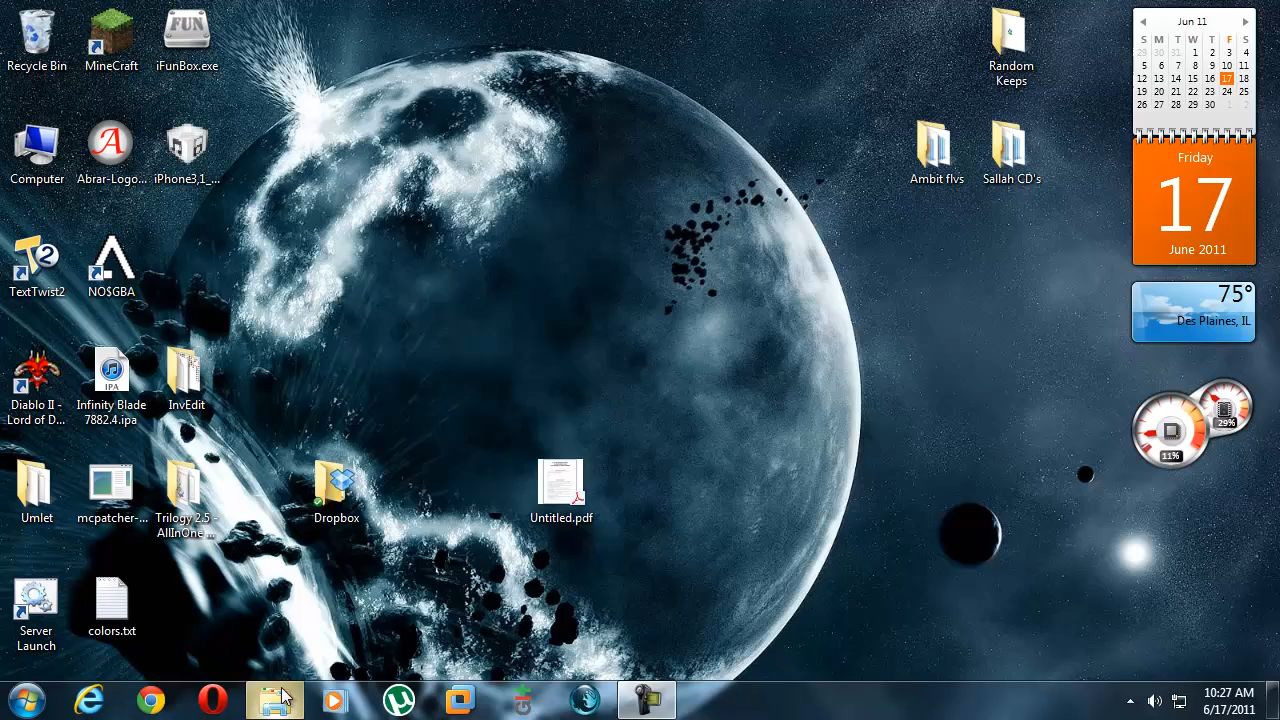 Recycle Bin
MineCraft
FUN
iFunBox.exe
Computer
A
Abrar-Logo...
iPhone3,1_...
T2
TextTwist2
NO$GBA
Diablo II -
Lord of D...
IPA
Infinity Blade
7882.4.ipa
InvEdit
Umlet
mcpatcher-...
Trilogy 2.5 -
AllInOne ...
Dropbox
Untitled.pdf
Server
Launch
colors.txt
Random
Keeps
Ambit flvs
Sallah CD's
Jun 11
S M T W T F S
29 30 31 1 2 3 4
5 6 7 8 9 10 11
12 13 14 15 16 17 18
19 20 21 22 23 24 25
26 27 28 29 30 1 2
Friday
17
June 2011
75°
Des Plaines, IL
29%
11%
10:27 AM
6/17/2011